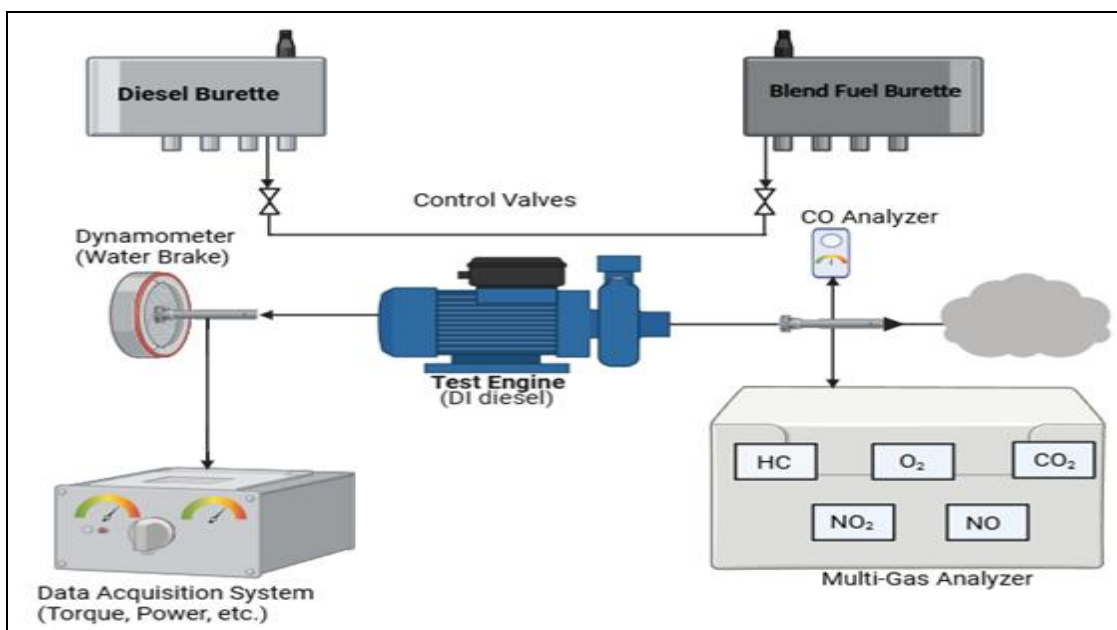 Diesel Burette
Blend Fuel Burette
Control Valves
CO Analyzer
Dynamometer
(Water Brake)
Test Engine
(DI diesel)
HC
O₂
CO₂
NO₂
NO
Multi-Gas Analyzer
Data Acquisition System
(Torque, Power, etc.)